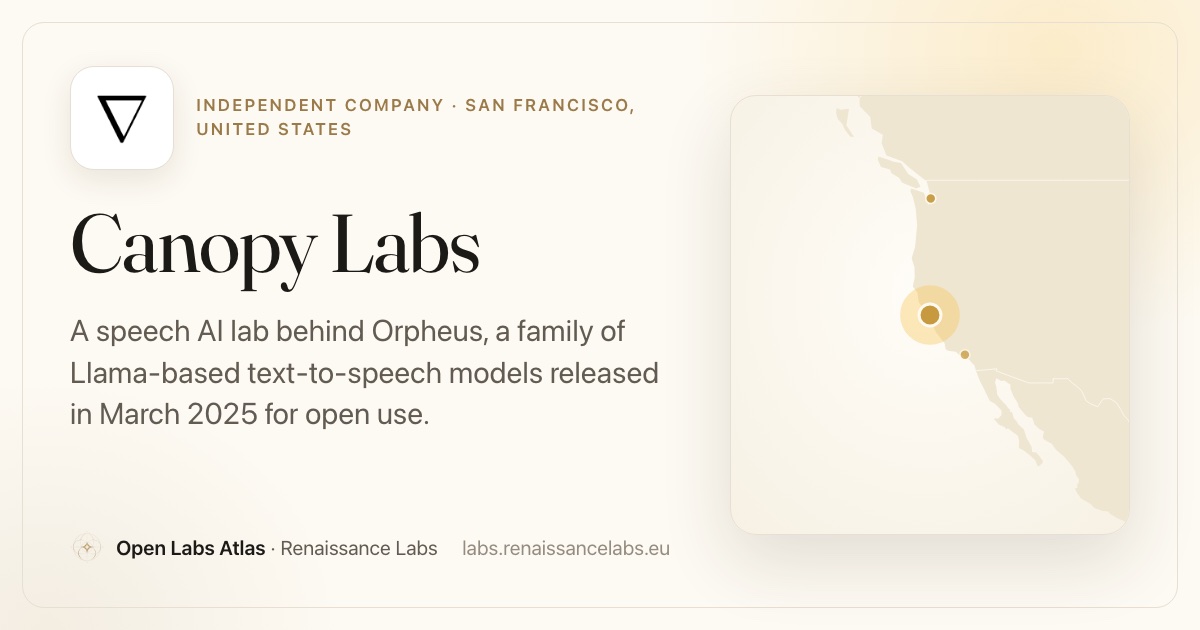 INDEPENDENT COMPANY · SAN FRANCISCO,
UNITED STATES
Canopy Labs
A speech AI lab behind Orpheus, a family of
Llama-based text-to-speech models released
in March 2025 for open use.
Open Labs Atlas · Renaissance Labs labs.renaissancelabs.eu